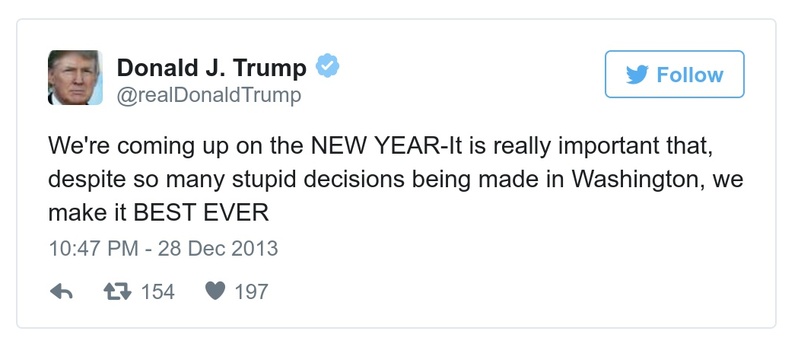 Donald J. Trump
@realDonaldTrump
Follow
We're coming up on the NEW YEAR-It is really important that,
despite so many stupid decisions being made in Washington, we
make it BEST EVER
10:47 PM - 28 Dec 2013
154 197